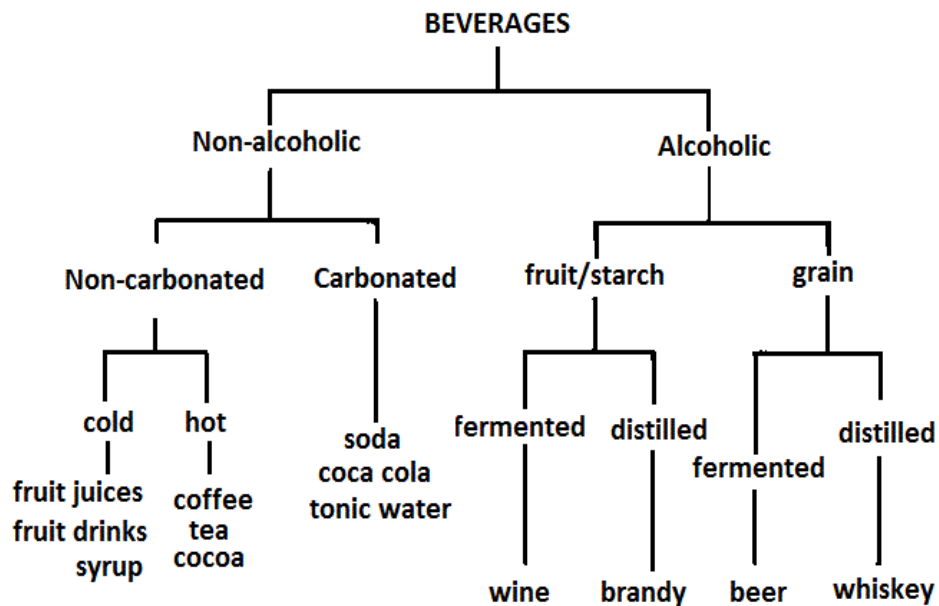 BEVERAGES
Non-alcoholic
Alcoholic
Non-carbonated
Carbonated
fruit/starch
grain
cold
hot
fermented
distilled
fermented
distilled
fruit juices
fruit drinks
syrup
coffee
tea
cocoa
soda
coca cola
tonic water
wine
brandy
beer
whiskey